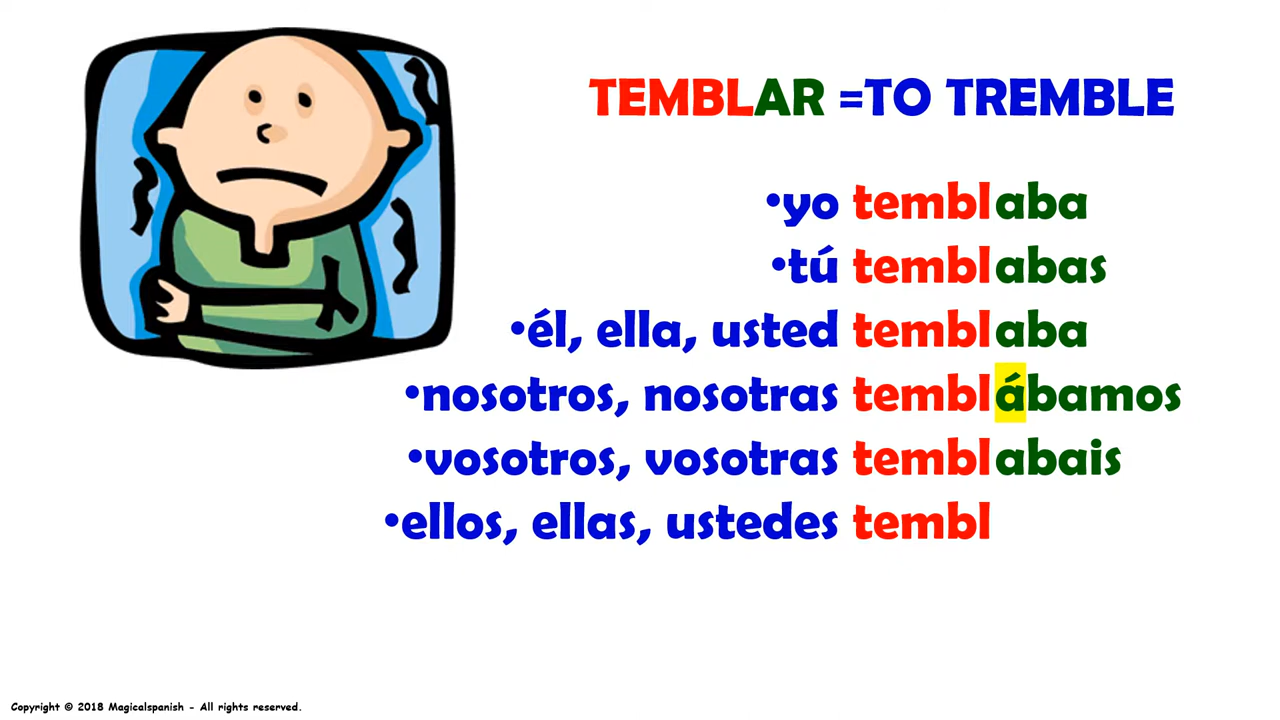 TEMBLAR =TO TREMBLE
•yo temblaba
•tú temblabas
•él, ella, usted temblaba
•nosotros, nosotras temblábamos
•vosotros, vosotras temblabais
•ellos, ellas, ustedes tembl
Copyright © 2018 Magicalspanish - All rights reserved.